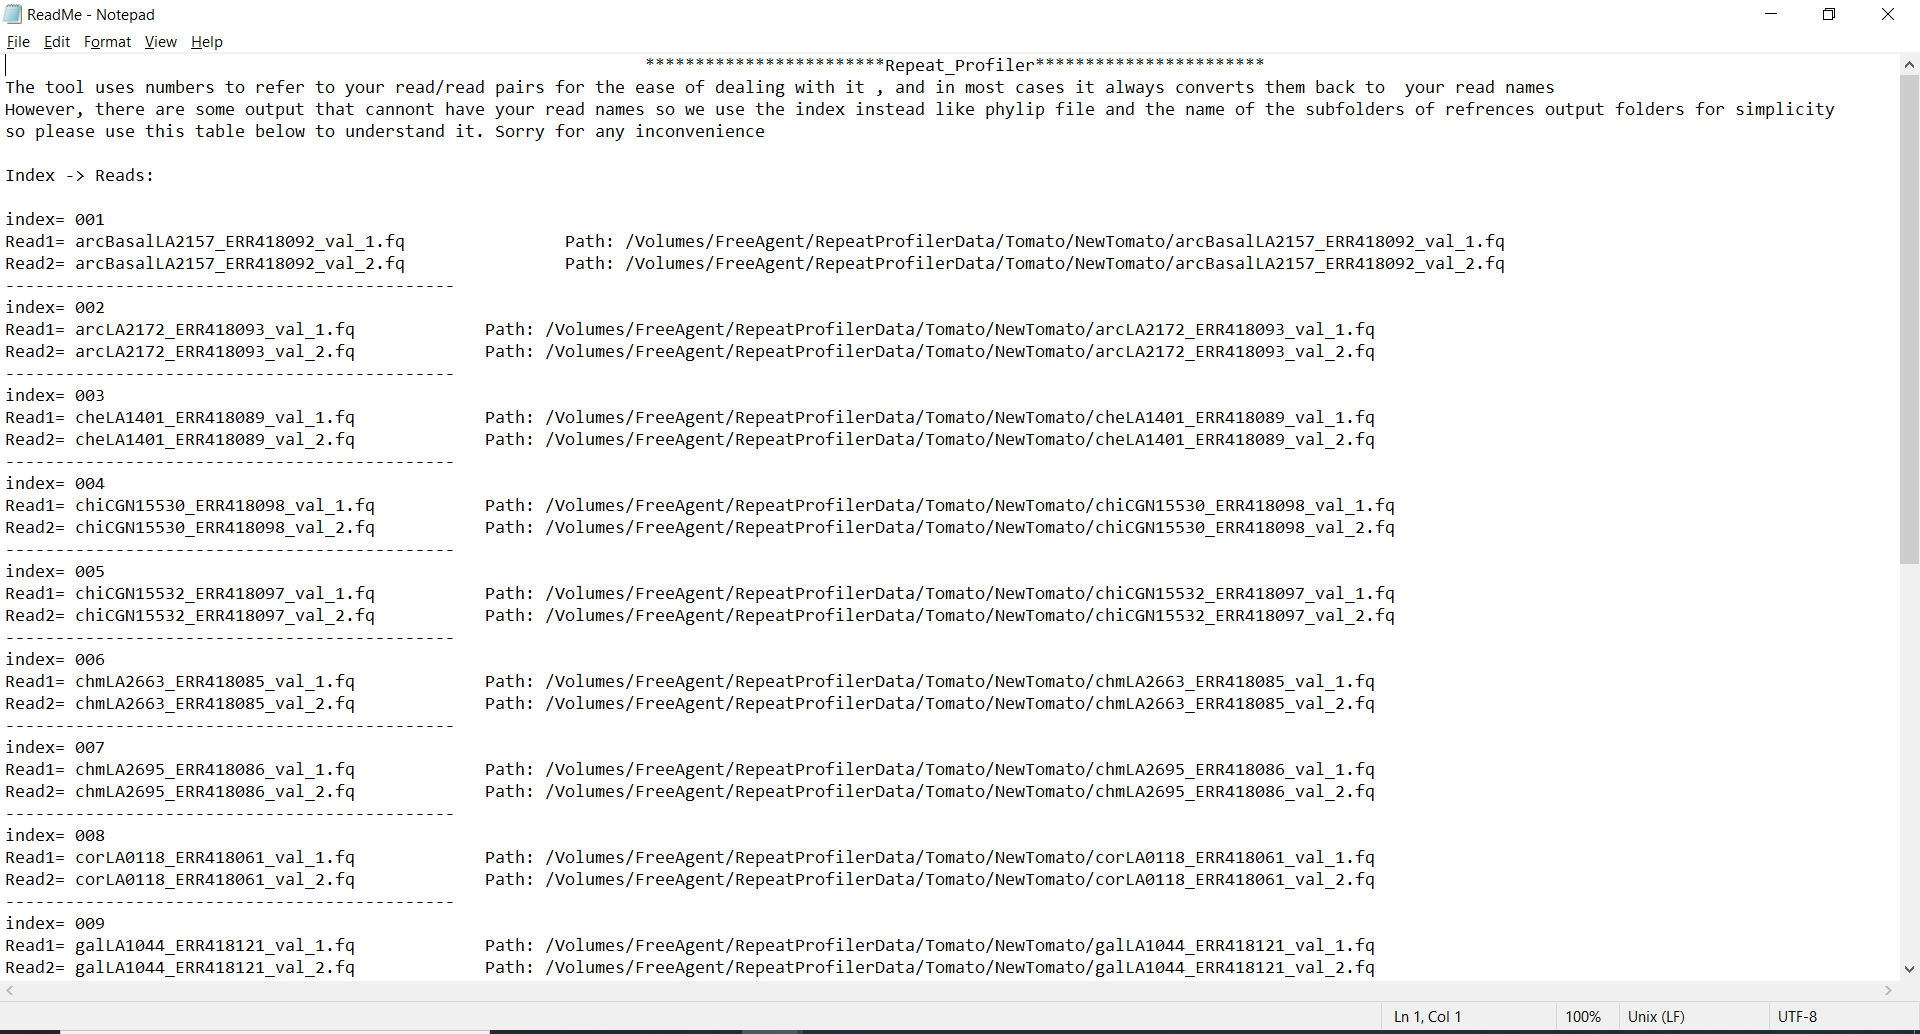 ReadMe - Notepad
File Edit Format View Help
************************Repeat_Profiler***********************
The tool uses numbers to refer to your read/read pairs for the ease of dealing with it , and in most cases it always converts them back to  your read names
However, there are some output that cannont have your read names so we use the index instead like phylip file and the name of the subfolders of refrences output folders for simplicity
so please use this table below to understand it. Sorry for any inconvenience
Index -> Reads:
index= 001
Read1= arcBasalLA2157_ERR418092_val_1.fq                Path: /Volumes/FreeAgent/RepeatProfilerData/Tomato/NewTomato/arcBasalLA2157_ERR418092_val_1.fq
Read2= arcBasalLA2157_ERR418092_val_2.fq                Path: /Volumes/FreeAgent/RepeatProfilerData/Tomato/NewTomato/arcBasalLA2157_ERR418092_val_2.fq
---------------------------------------------
index= 002
Read1= arcLA2172_ERR418093_val_1.fq             Path: /Volumes/FreeAgent/RepeatProfilerData/Tomato/NewTomato/arcLA2172_ERR418093_val_1.fq
Read2= arcLA2172_ERR418093_val_2.fq             Path: /Volumes/FreeAgent/RepeatProfilerData/Tomato/NewTomato/arcLA2172_ERR418093_val_2.fq
---------------------------------------------
index= 003
Read1= cheLA1401_ERR418089_val_1.fq             Path: /Volumes/FreeAgent/RepeatProfilerData/Tomato/NewTomato/cheLA1401_ERR418089_val_1.fq
Read2= cheLA1401_ERR418089_val_2.fq             Path: /Volumes/FreeAgent/RepeatProfilerData/Tomato/NewTomato/cheLA1401_ERR418089_val_2.fq
---------------------------------------------
index= 004
Read1= chiCGN15530_ERR418098_val_1.fq           Path: /Volumes/FreeAgent/RepeatProfilerData/Tomato/NewTomato/chiCGN15530_ERR418098_val_1.fq
Read2= chiCGN15530_ERR418098_val_2.fq           Path: /Volumes/FreeAgent/RepeatProfilerData/Tomato/NewTomato/chiCGN15530_ERR418098_val_2.fq
---------------------------------------------
index= 005
Read1= chiCGN15532_ERR418097_val_1.fq           Path: /Volumes/FreeAgent/RepeatProfilerData/Tomato/NewTomato/chiCGN15532_ERR418097_val_1.fq
Read2= chiCGN15532_ERR418097_val_2.fq           Path: /Volumes/FreeAgent/RepeatProfilerData/Tomato/NewTomato/chiCGN15532_ERR418097_val_2.fq
---------------------------------------------
index= 006
Read1= chmLA2663_ERR418085_val_1.fq             Path: /Volumes/FreeAgent/RepeatProfilerData/Tomato/NewTomato/chmLA2663_ERR418085_val_1.fq
Read2= chmLA2663_ERR418085_val_2.fq             Path: /Volumes/FreeAgent/RepeatProfilerData/Tomato/NewTomato/chmLA2663_ERR418085_val_2.fq
---------------------------------------------
index= 007
Read1= chmLA2695_ERR418086_val_1.fq             Path: /Volumes/FreeAgent/RepeatProfilerData/Tomato/NewTomato/chmLA2695_ERR418086_val_1.fq
Read2= chmLA2695_ERR418086_val_2.fq             Path: /Volumes/FreeAgent/RepeatProfilerData/Tomato/NewTomato/chmLA2695_ERR418086_val_2.fq
---------------------------------------------
index= 008
Read1= corLA0118_ERR418061_val_1.fq             Path: /Volumes/FreeAgent/RepeatProfilerData/Tomato/NewTomato/corLA0118_ERR418061_val_1.fq
Read2= corLA0118_ERR418061_val_2.fq             Path: /Volumes/FreeAgent/RepeatProfilerData/Tomato/NewTomato/corLA0118_ERR418061_val_2.fq
---------------------------------------------
index= 009
Read1= galLA1044_ERR418121_val_1.fq             Path: /Volumes/FreeAgent/RepeatProfilerData/Tomato/NewTomato/galLA1044_ERR418121_val_1.fq
Read2= galLA1044_ERR418121_val_2.fq             Path: /Volumes/FreeAgent/RepeatProfilerData/Tomato/NewTomato/galLA1044_ERR418121_val_2.fq
Ln 1, Col 1 100% Unix (LF) UTF-8